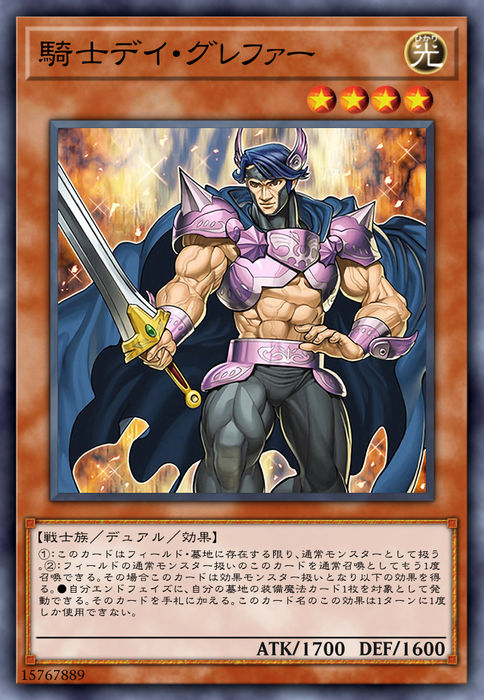 騎士デイ・グレファー
ひかり
光
【戦士族／デュアル／効果】
①:このカードはフィールド・墓地に存在する限り、通常モンスターとして扱う
。②:フィールドの通常モンスター扱いのこのカードを通常召喚としてもう1度
召喚できる。その場合このカードは効果モンスター扱いとなり以下の効果を得
る。●自分エンドフェイズに、自分の墓地の装備魔法カード1枚を対象として発
動できる。そのカードを手札に加える。このカード名のこの効果は1ターンに1度
しか使用できない。
ATK/1700 DEF/1600
15767889